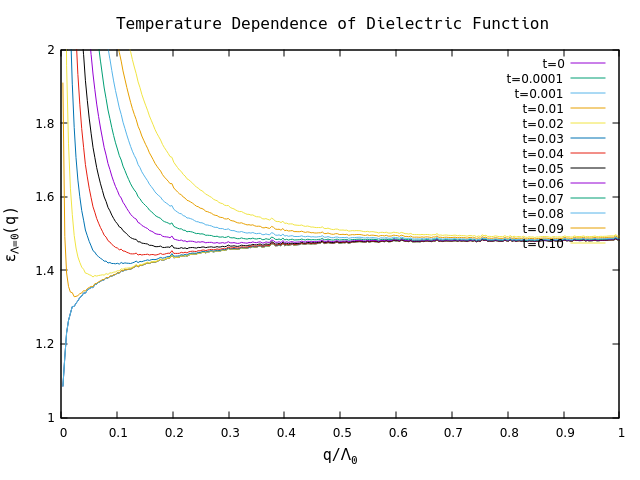 Temperature Dependence of Dielectric Function
2
1.8
1.6
1.4
1.2
1
ε_Λ=0(q)
t=0
t=0.0001
t=0.001
t=0.01
t=0.02
t=0.03
t=0.04
t=0.05
t=0.06
t=0.07
t=0.08
t=0.09
t=0.10
0 0.1 0.2 0.3 0.4 0.5 0.6 0.7 0.8 0.9 1
q/Λ₀